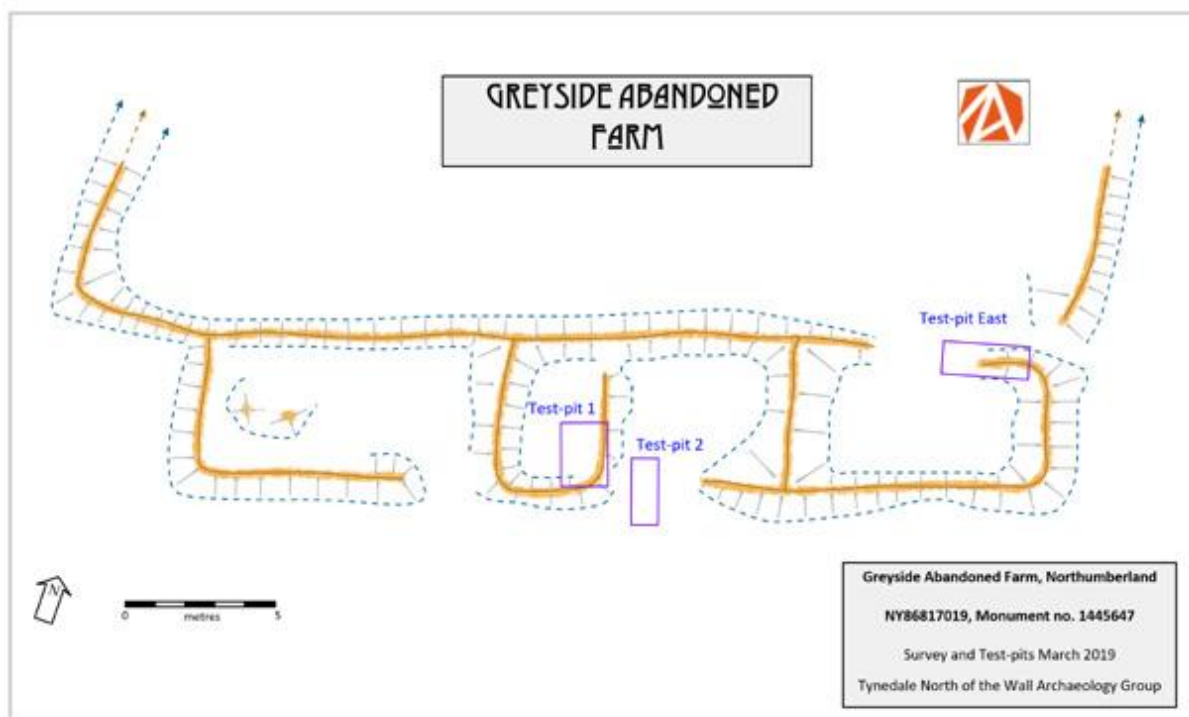 GREYSIDE ABANDONED
FARM
Test-pit East
Test-pit 1
Test-pit 2
N
0
5
metres
Greyside Abandoned Farm, Northumberland
NY86817019, Monument no. 1445647
Survey and Test-pits March 2019
Tynedale North of the Wall Archaeology Group